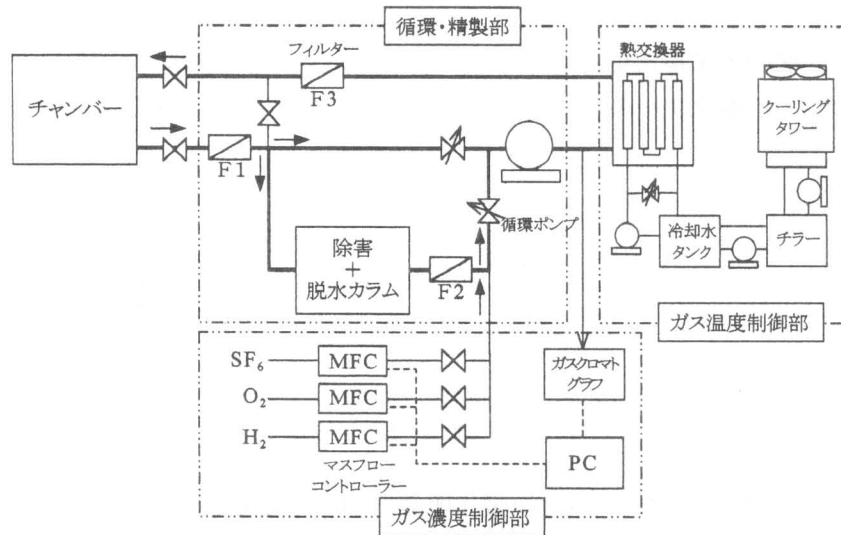 循環・精製部
フィルター
F3
熱交換器
チャンバー
クーリング
タワー
F1
循環ポンプ
冷却水
タンク
チラー
除害
+
脱水カラム
F2
ガス温度制御部
SF₆
MFC
ガスクロマト
グラフ
O₂
MFC
H₂
MFC
PC
マスフロー
コントローラー
ガス濃度制御部